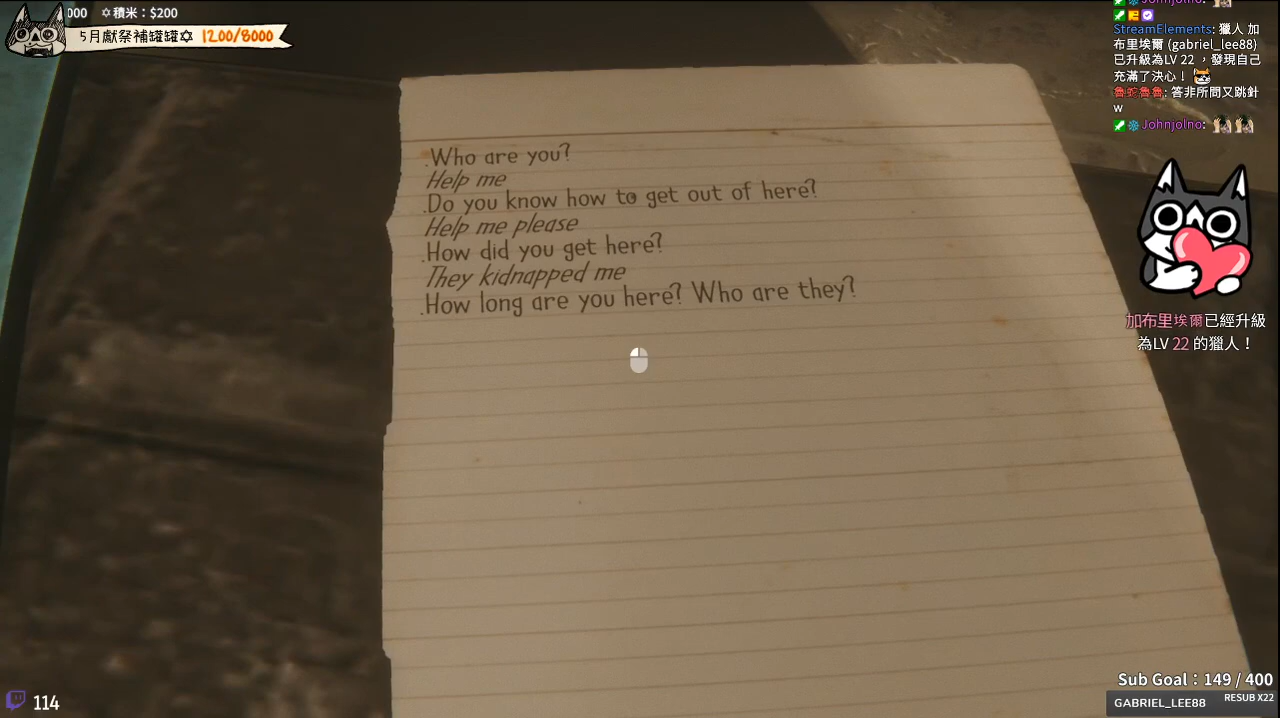 000 ✡積米：$200
5月獻祭補罐罐✡ 1200/8000
.Who are you?
Help me
.Do you know how to get out of here?
Help me please
.How did you get here?
They kidnapped me
.How long are you here? Who are they?
Johnjolno:
StreamElements: 獵人 加
布里埃爾 (gabriel_lee88)
已升級為LV 22 ，發現自己
充滿了決心！
魯蛇魯魯: 答非所問又跳針
w
Johnjolno:
加布里埃爾已經升級
為LV 22 的獵人！
114
Sub Goal：149 / 400
GABRIEL_LEE88 RESUB X22